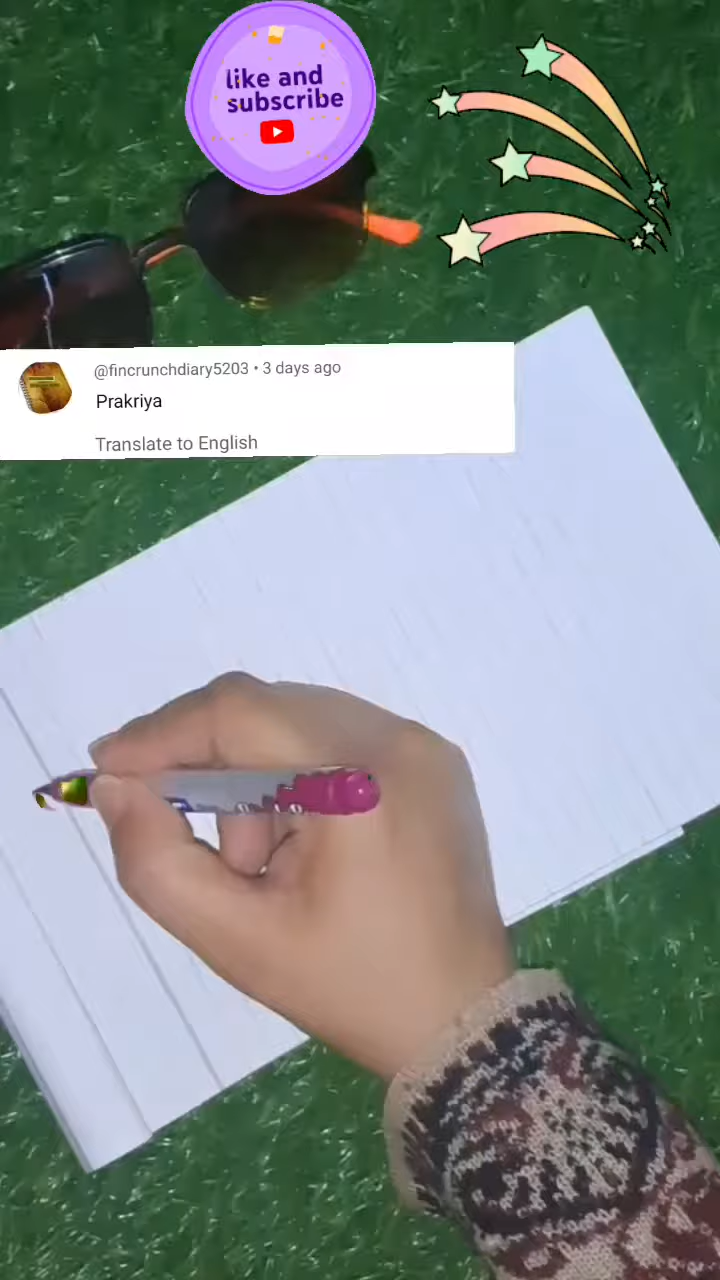 like and
subscribe
@fincrunchdiary5203 • 3 days ago
Prakriya
Translate to English